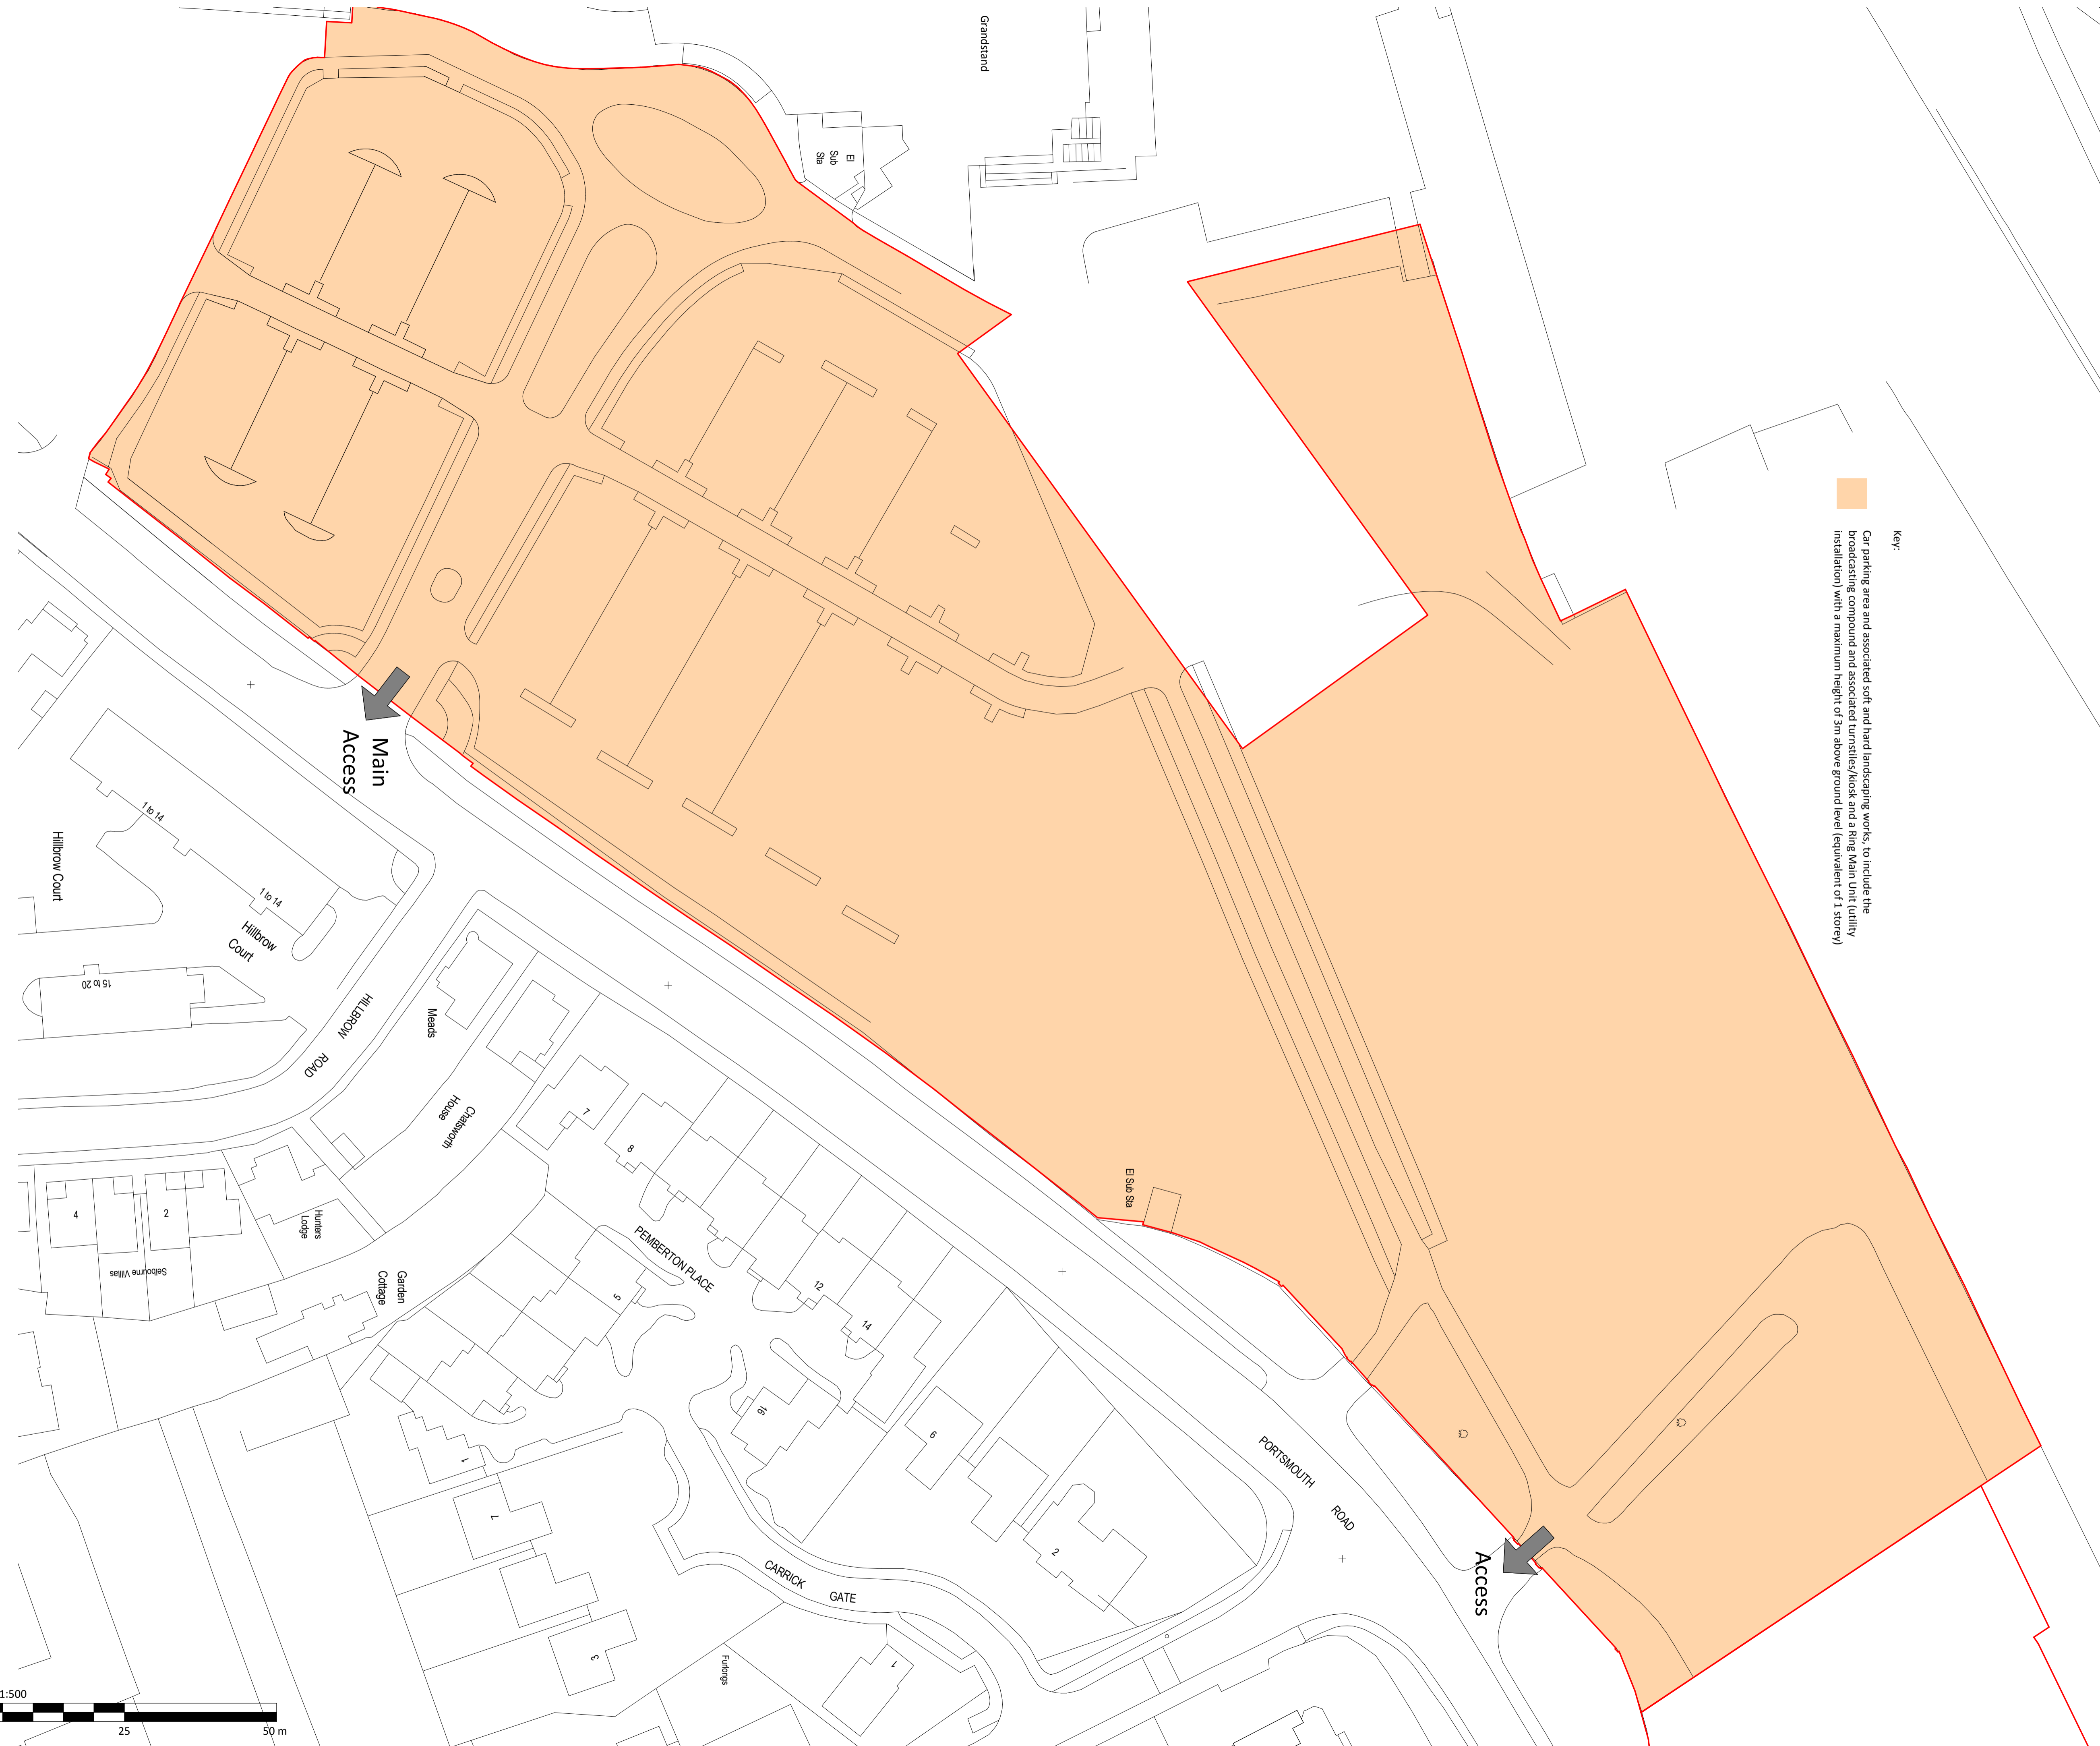 Grandstand
El
Sub
Sta
Key:
Car parking area and associated soft and hard landscaping works, to include the
broadcasting compound and associated turnstiles/kiosk and a Ring Main Unit (utility
installation) with a maximum height of 3m above ground level (equivalent of 1 storey)
Main
Access
1 to 14
1 to 14
Hillbrow Court
Hillbrow
Court
15 to 20
HILLBROW
ROAD
Meads
Chatsworth
House
7
8
El Sub Sta
PEMBERTON PLACE
12
14
Hunters
Lodge
4
2
Selbourne Villas
Garden
Cottage
5
16
6
2
1
7
3
1
PORTSMOUTH
ROAD
CARRICK
GATE
Furlongs
Access
1:500
25
50 m